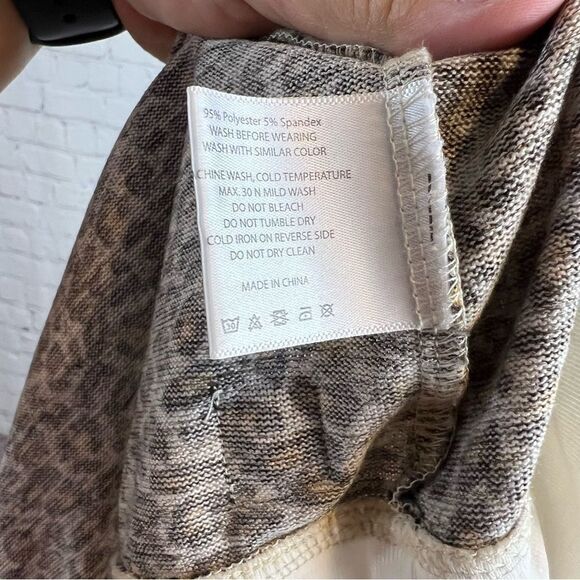 95% Polyester 5% Spandex
WASH BEFORE WEARING
WASH WITH SIMILAR COLOR
CHINE WASH, COLD TEMPERATURE
MAX. 30 N MILD WASH
DO NOT BLEACH
DO NOT TUMBLE DRY
COLD IRON ON REVERSE SIDE
DO NOT DRY CLEAN
MADE IN CHINA
30